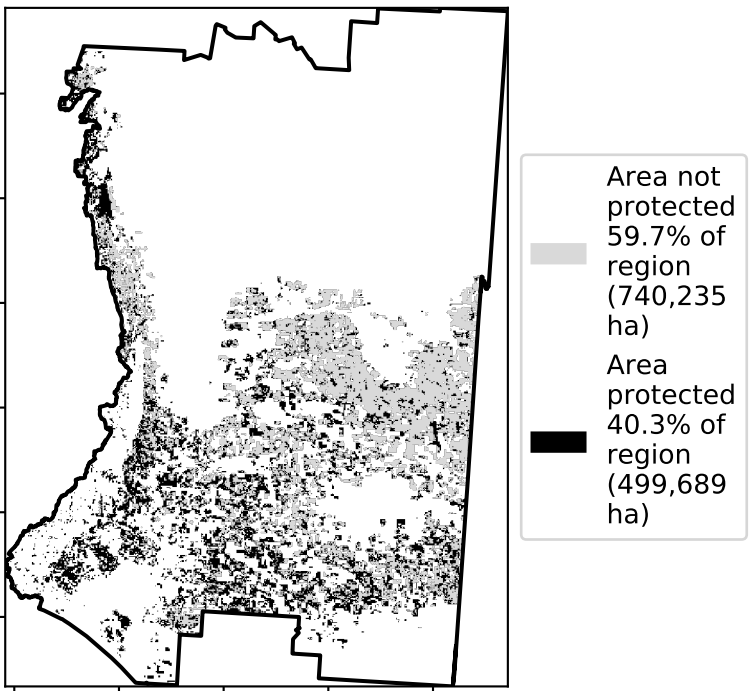 Area not
protected
59.7% of
region
(740,235
ha)
Area
protected
40.3% of
region
(499,689
ha)